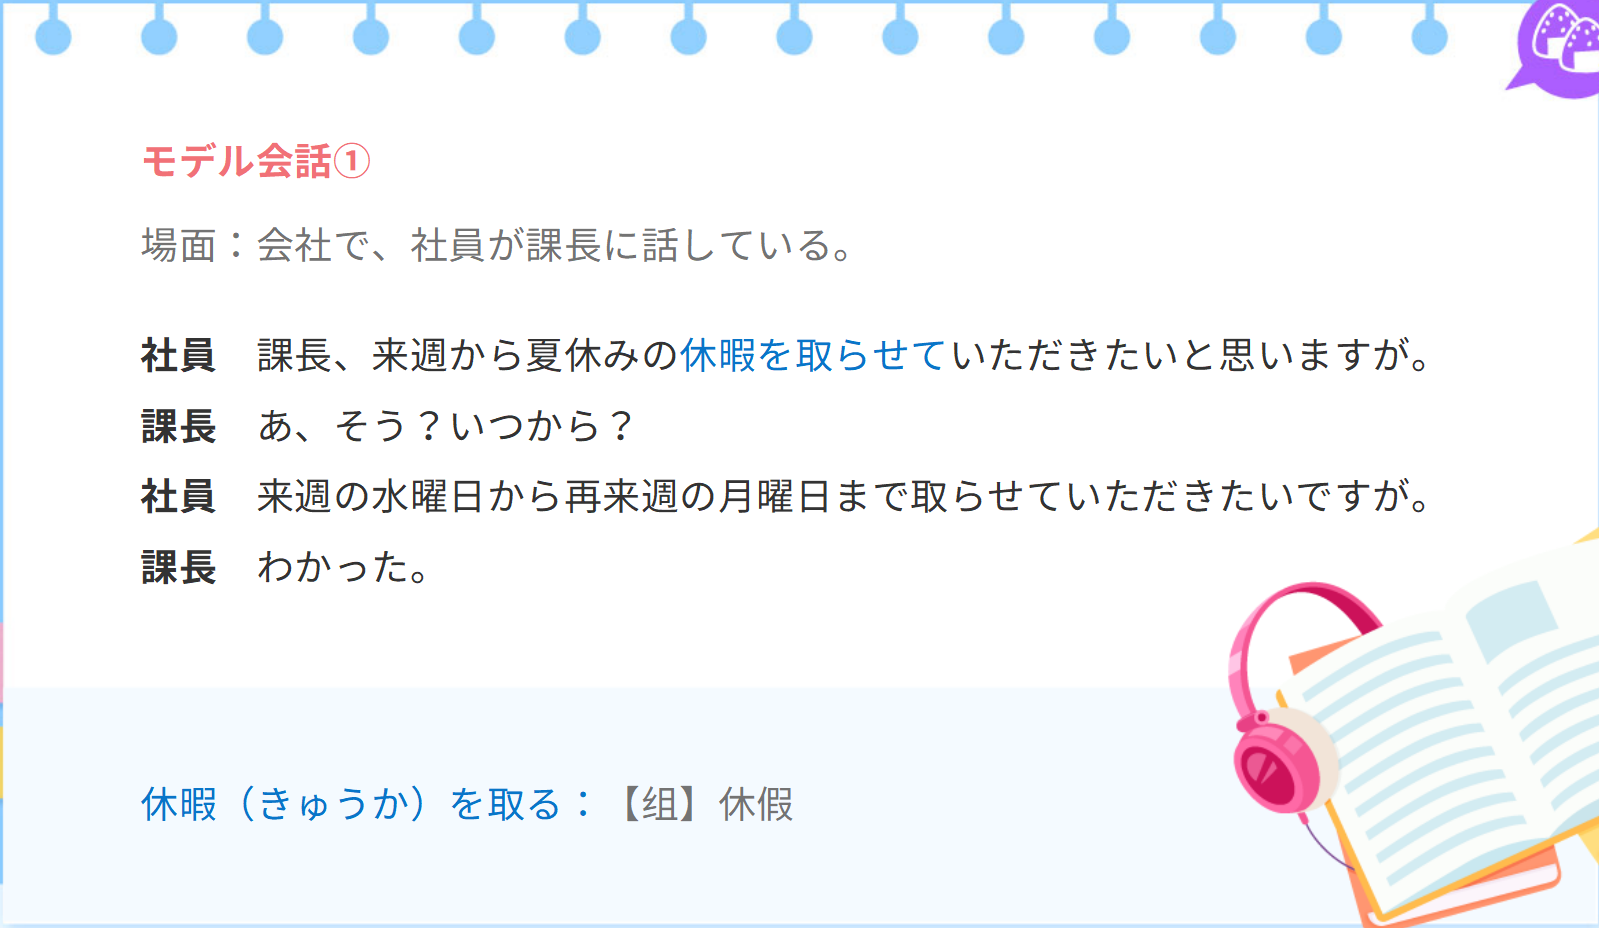 モデル会話①
場面：会社で、社員が課長に話している。
社員　課長、来週から夏休みの休暇を取らせていただきたいと思いますが。
課長　あ、そう？いつから？
社員　来週の水曜日から再来週の月曜日まで取らせていただきたいですが。
課長　わかった。
休暇（きゅうか）を取る：【组】休假